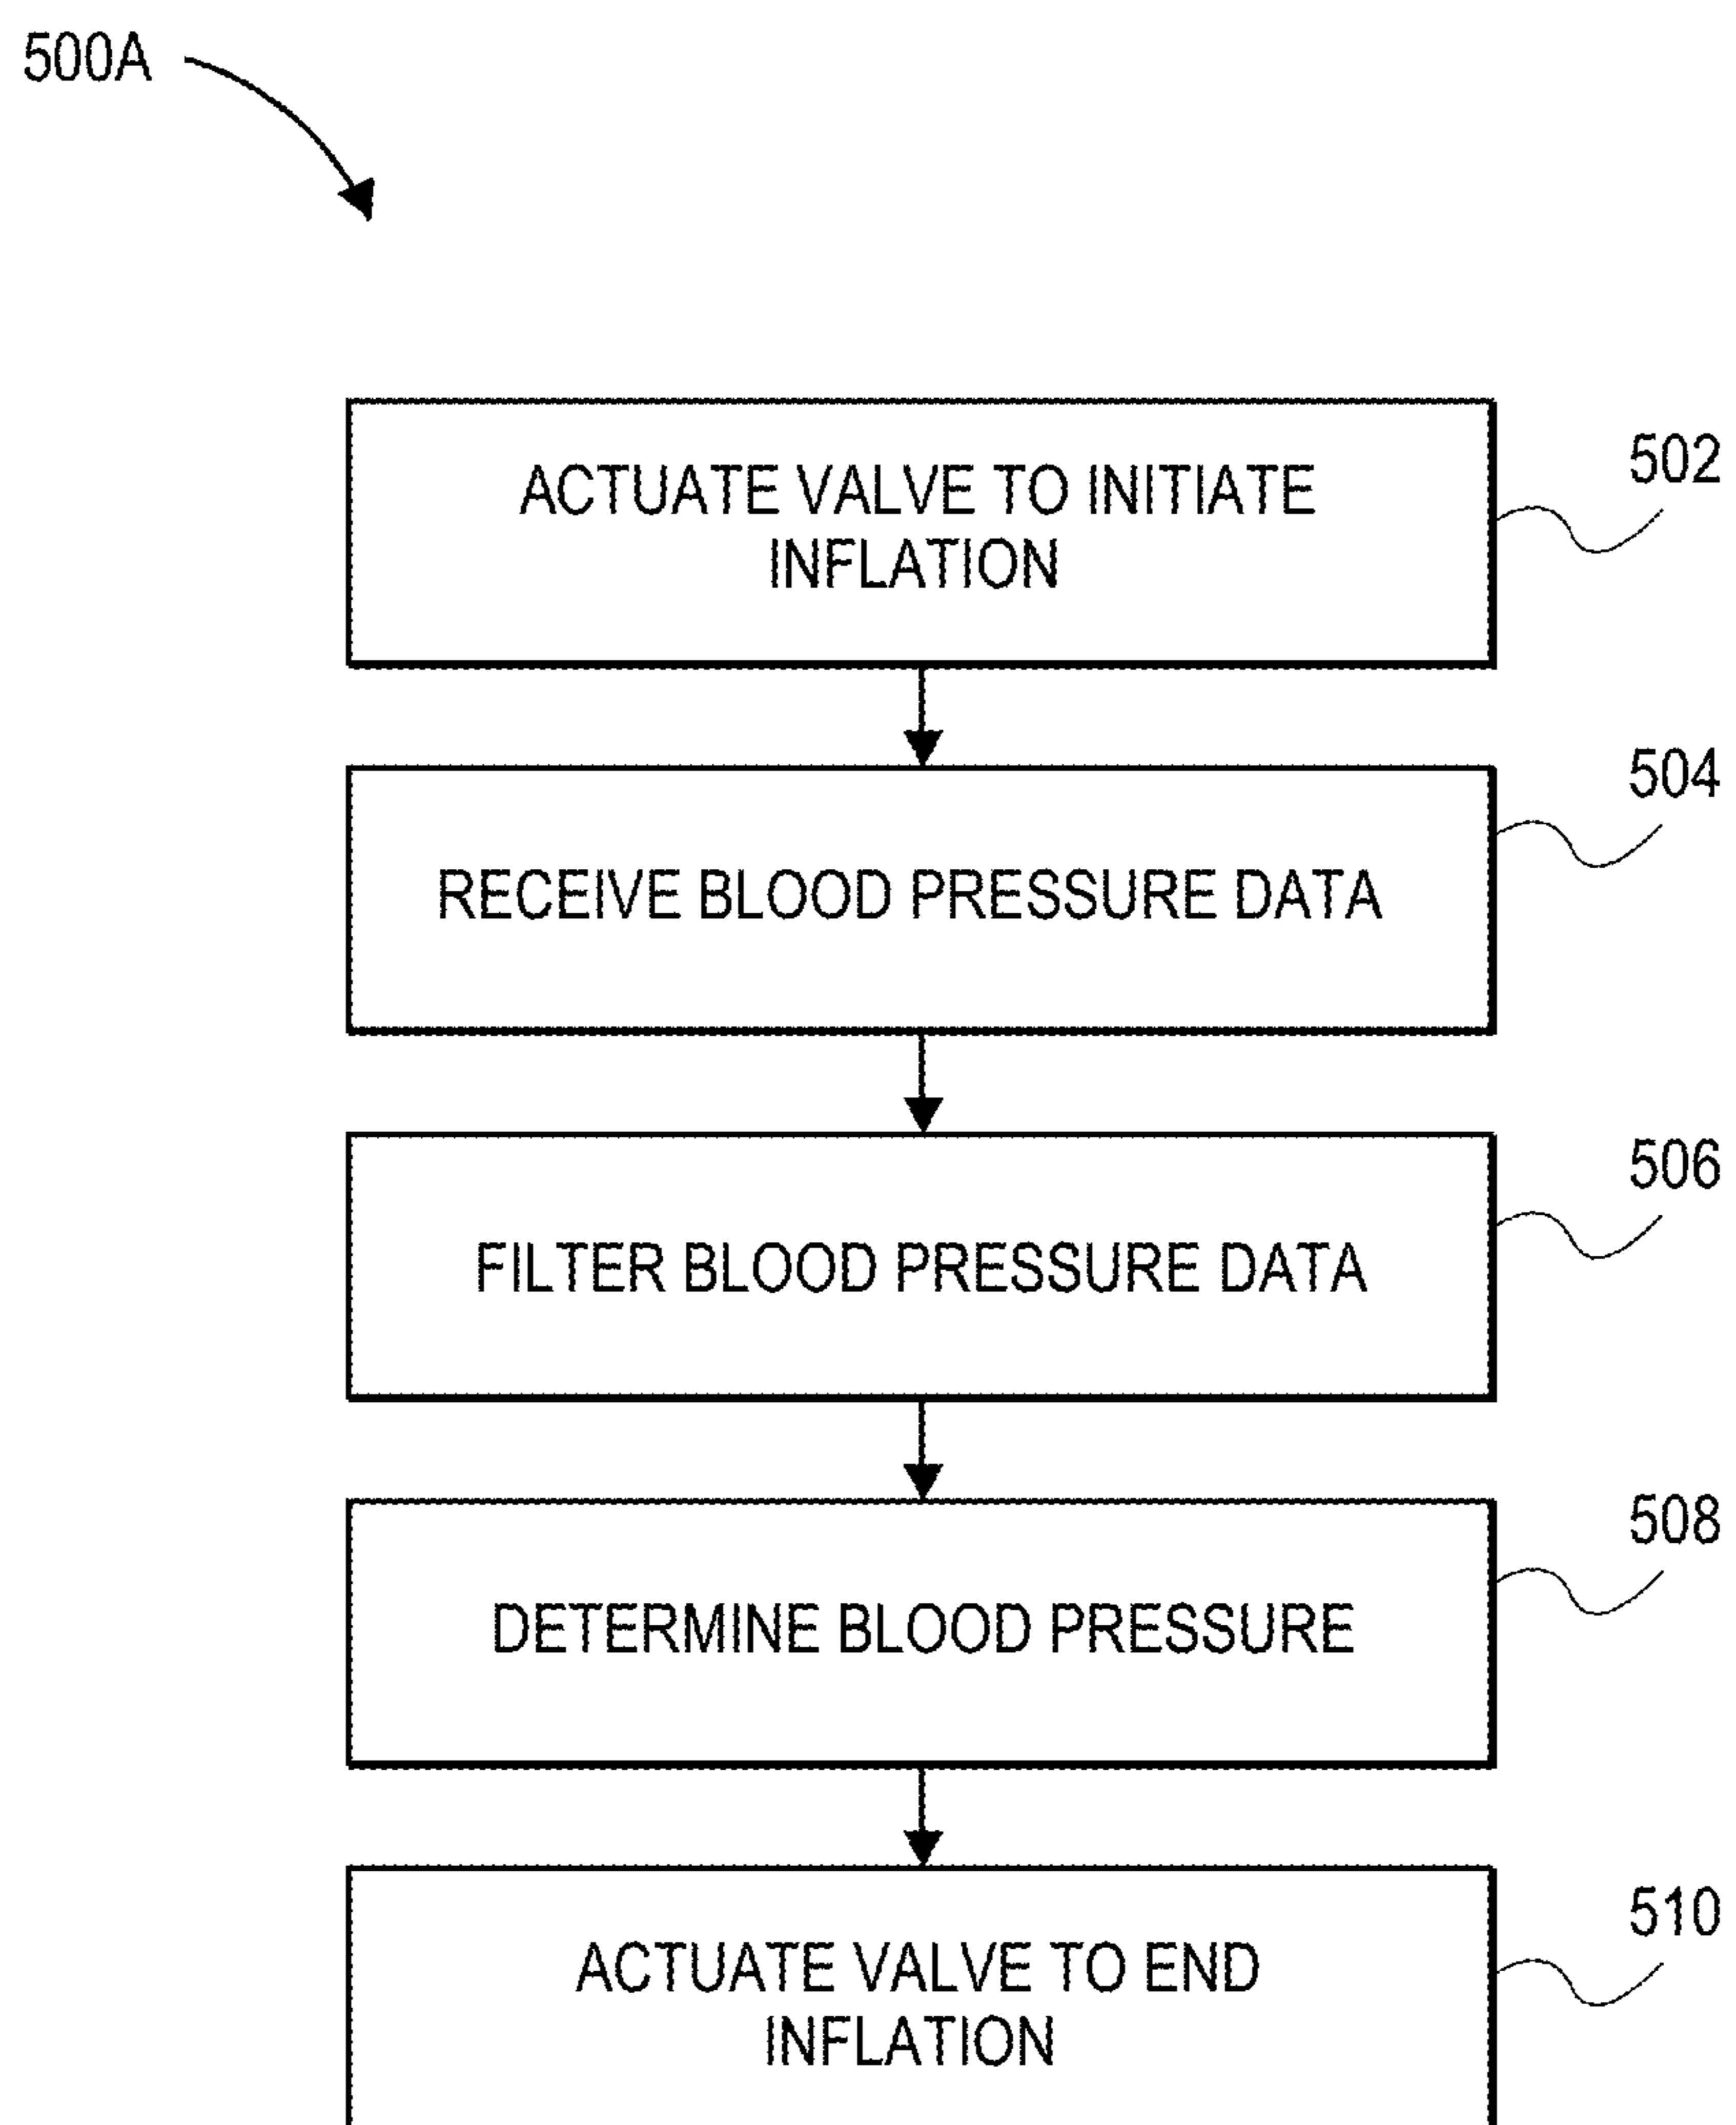 500A
ACTUATE VALVE TO INITIATE
INFLATION
502
RECEIVE BLOOD PRESSURE DATA
504
FILTER BLOOD PRESSURE DATA
506
DETERMINE BLOOD PRESSURE
508
ACTUATE VALVE TO END
INFLATION
510